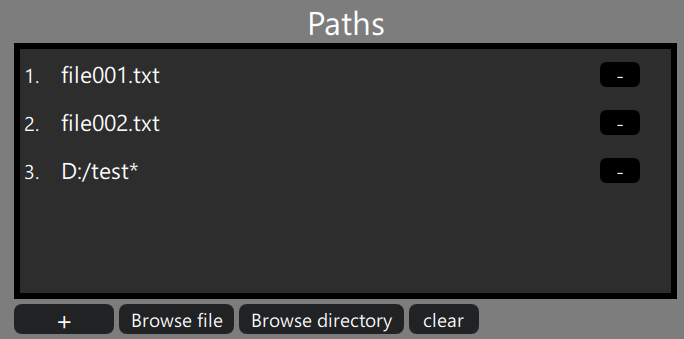 Paths
1. file001.txt -
2. file002.txt -
3. D:/test* -
+ Browse file Browse directory clear